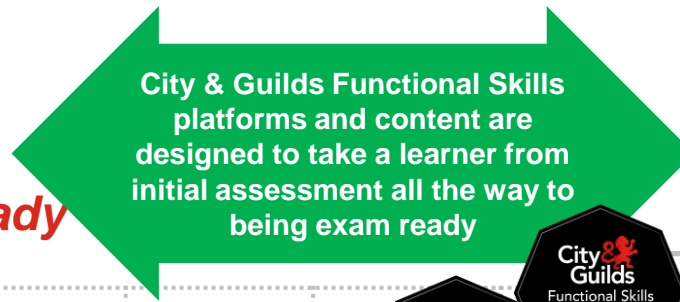 City & Guilds Functional Skills
platforms and content are
designed to take a learner from
initial assessment all the way to
being exam ready
ady
City&
Guilds
Functional Skills